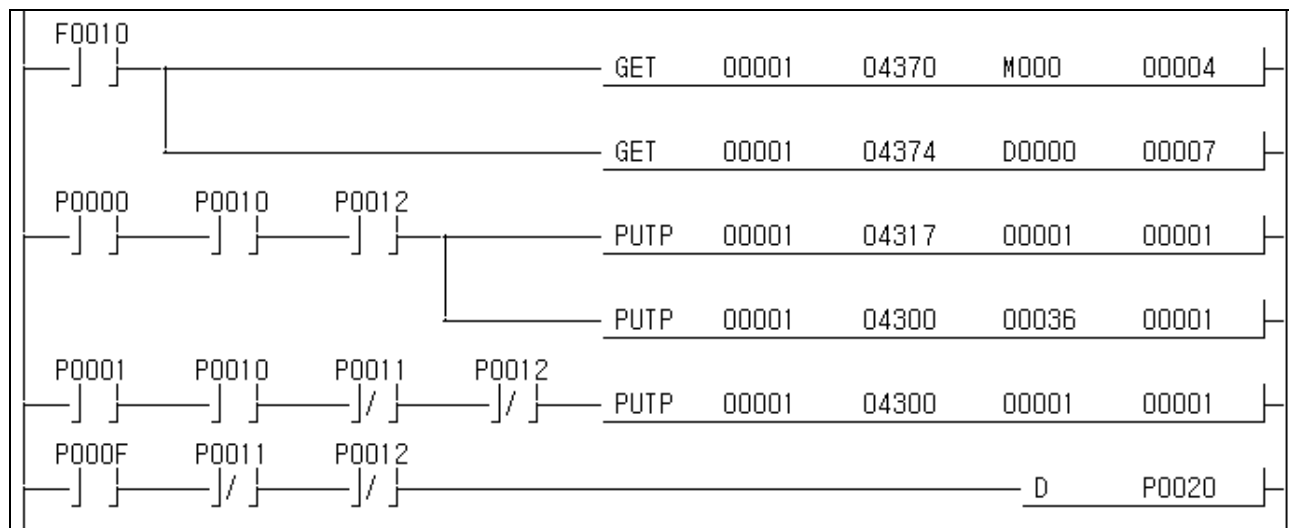 F0010
GET 00001 04370 M000 00004
GET 00001 04374 D0000 00007
P0000 P0010 P0012
PUTP 00001 04317 00001 00001
PUTP 00001 04300 00036 00001
P0001 P0010 P0011 P0012
PUTP 00001 04300 00001 00001
P000F P0011 P0012
D P0020